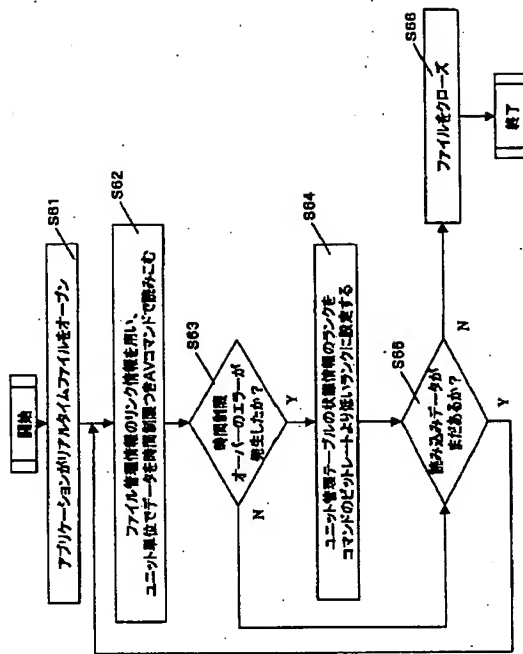 開始
S61
アプリケーションがリアルタイムファイルをオープン
S62
ファイル管理情報のリンク情報を用い、
ユニット単位でデータを時間制限つきAVコマンドで読みこむ
S63
時間制限
オーバーのエラーが
発生したか?
N
Y
S64
ユニット管理テーブルの状態情報のランクを
コマンドのビットレートより低いランクに設定する
S65
読み込みデータが
まだあるか?
N
Y
S66
ファイルをクローズ
終了